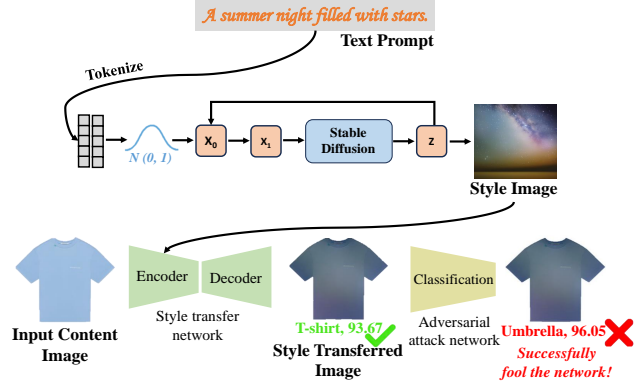 A summer night filled with stars.
Text Prompt
Tokenize
N (0, 1)
X₀
X₁
Stable
Diffusion
Z
Style Image
Encoder
Decoder
Classification
Style transfer
network
T-shirt, 93.67
Adversarial
attack network
Umbrella, 96.05
Input Content
Image
Style Transferred
Image
Successfully
fool the network!